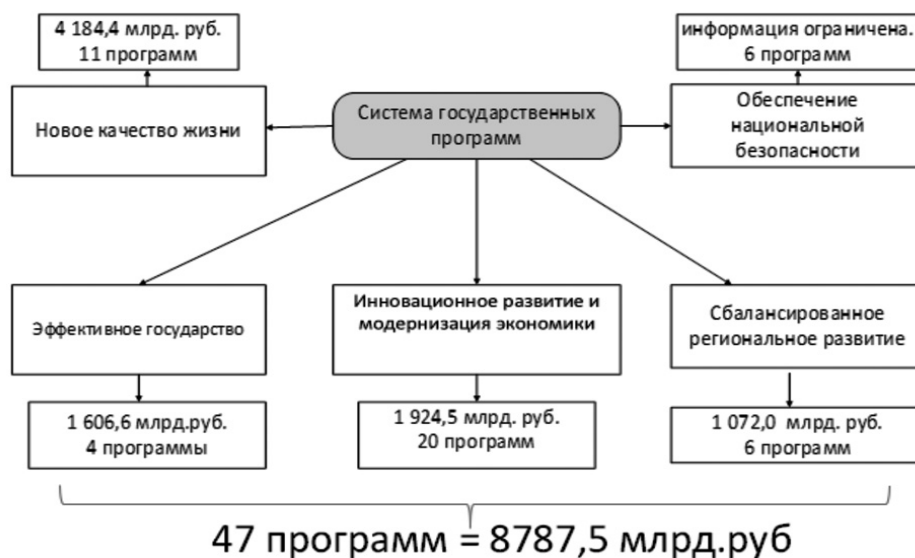 4 184,4 млрд. руб.
11 программ
информация ограничена.
6 программ
Новое качество жизни
Система государственных
программ
Обеспечение
национальной
безопасности
Эффективное государство
Инновационное развитие и
модернизация экономики
Сбалансированное
региональное развитие
1 606,6 млрд.руб.
4 программы
1 924,5 млрд. руб.
20 программ
1 072,0 млрд. руб.
6 программ
47 программ = 8787,5 млрд.руб